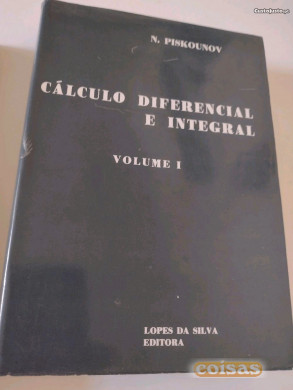 N. PISKOUNOV
CÁLCULO DIFERENCIAL
E INTEGRAL
VOLUME I
LOPES DA SILVA
EDITORA
coisas